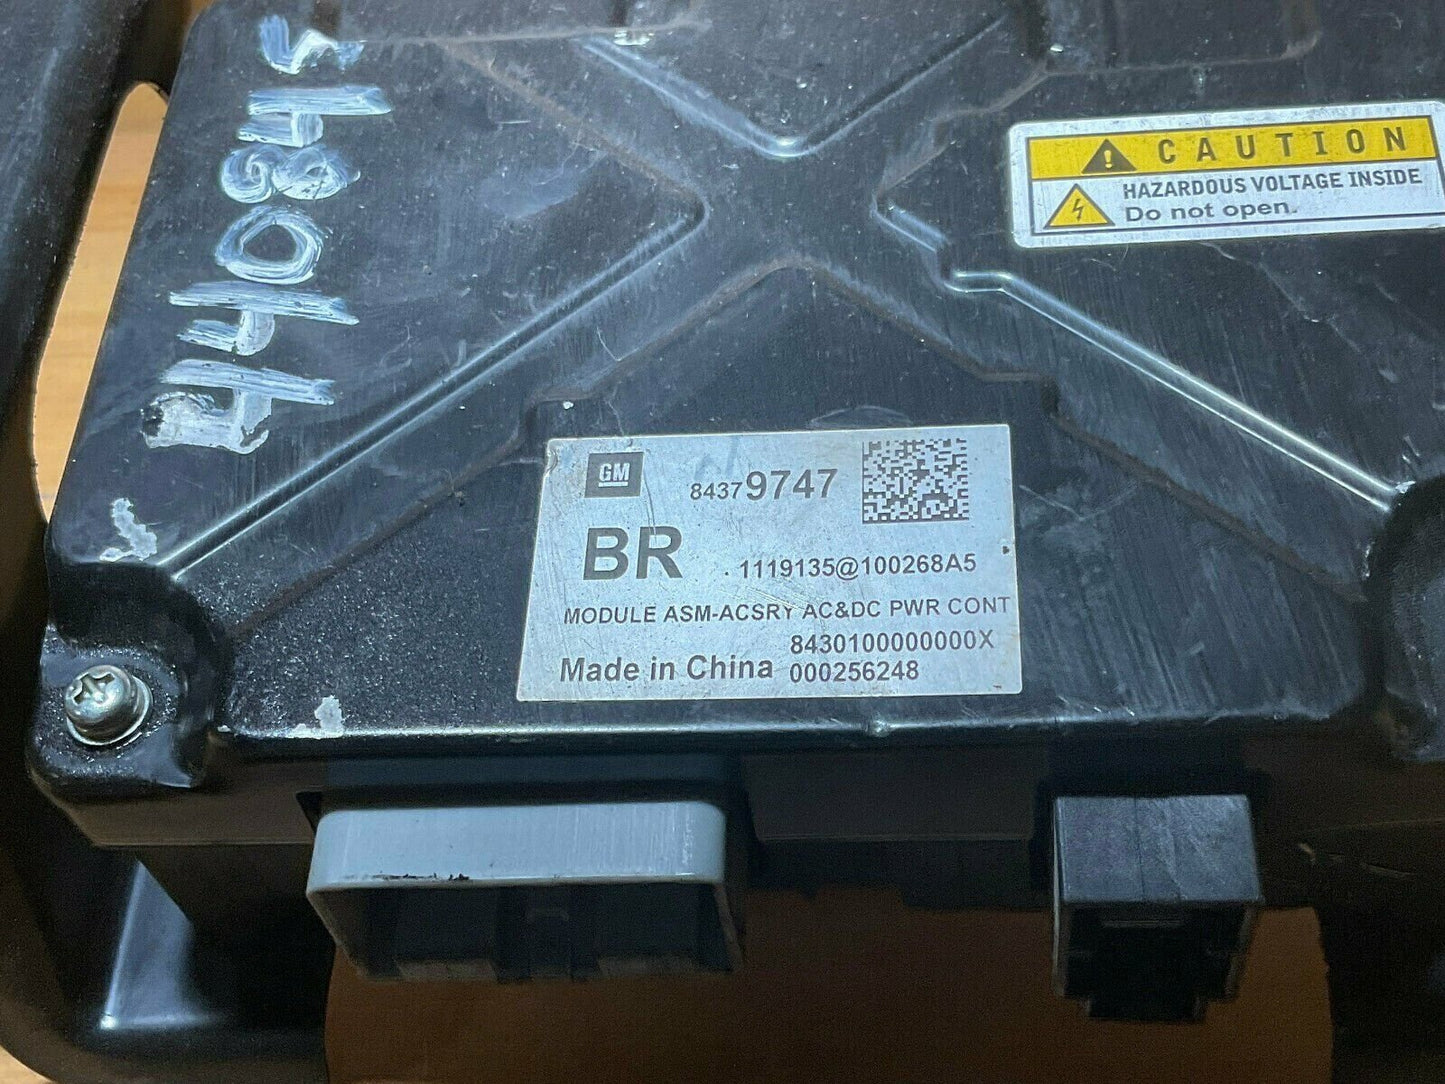 CAUTION
HAZARDOUS VOLTAGE INSIDE
Do not open.
GM 84379747
BR 1119135@100268A5
MODULE ASM-ACSRY AC&DC PWR CONT
8430100000000X
Made in China 000256248